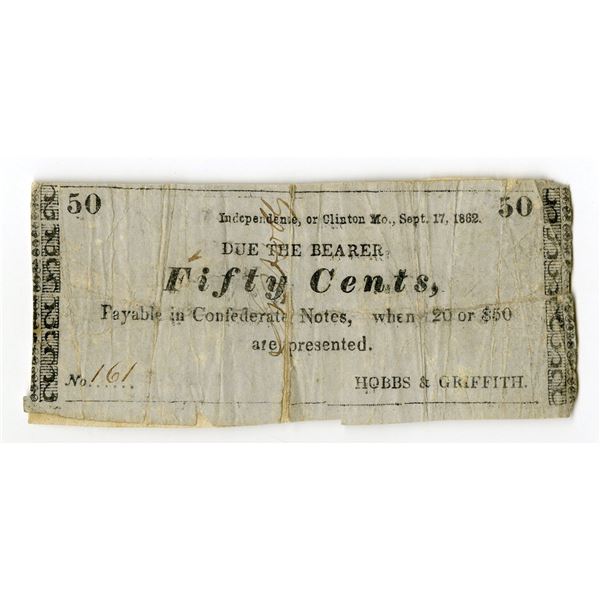 50 50
Independence, or Clinton Mo., Sept. 17, 1862.
DUE THE BEARER
Fifty Cents,
Payable in Confederate Notes, when 20 or $50
are presented.
No. 161 HOBBS & GRIFFITH.